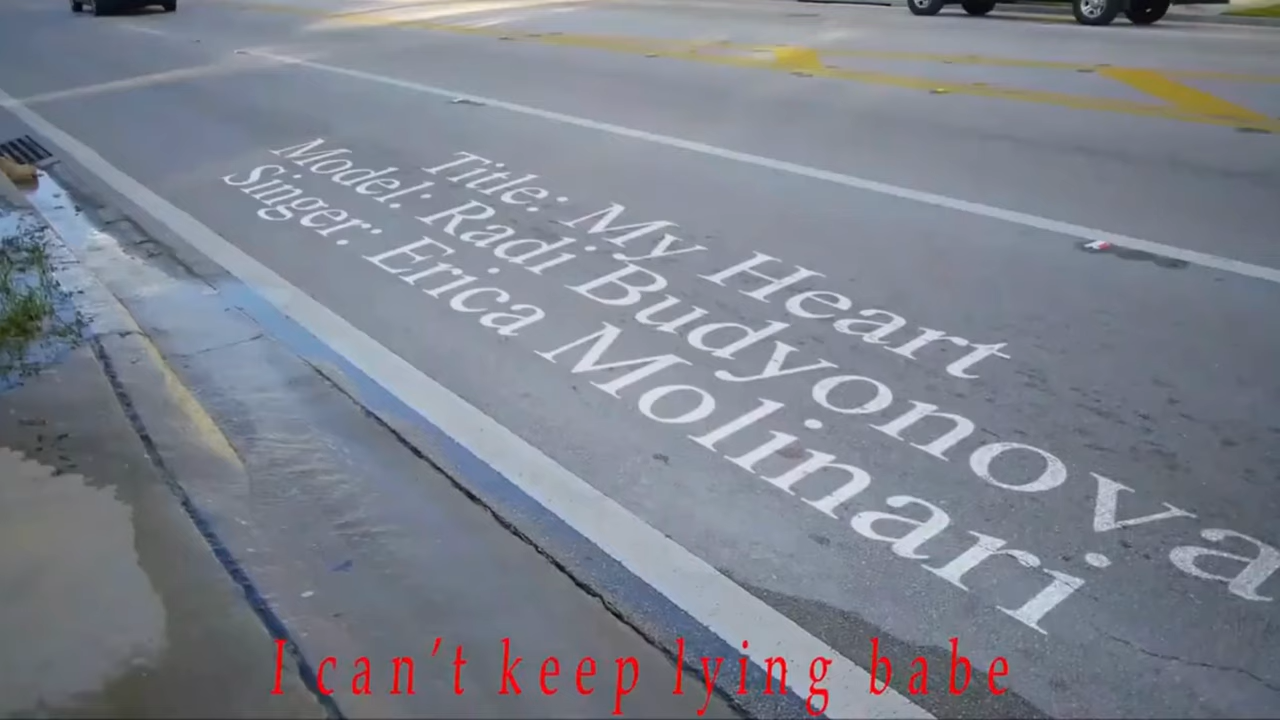 Title: My Heart
Model: Radi Budyonova
Singer: Erica Molinari
I can't keep lying babe